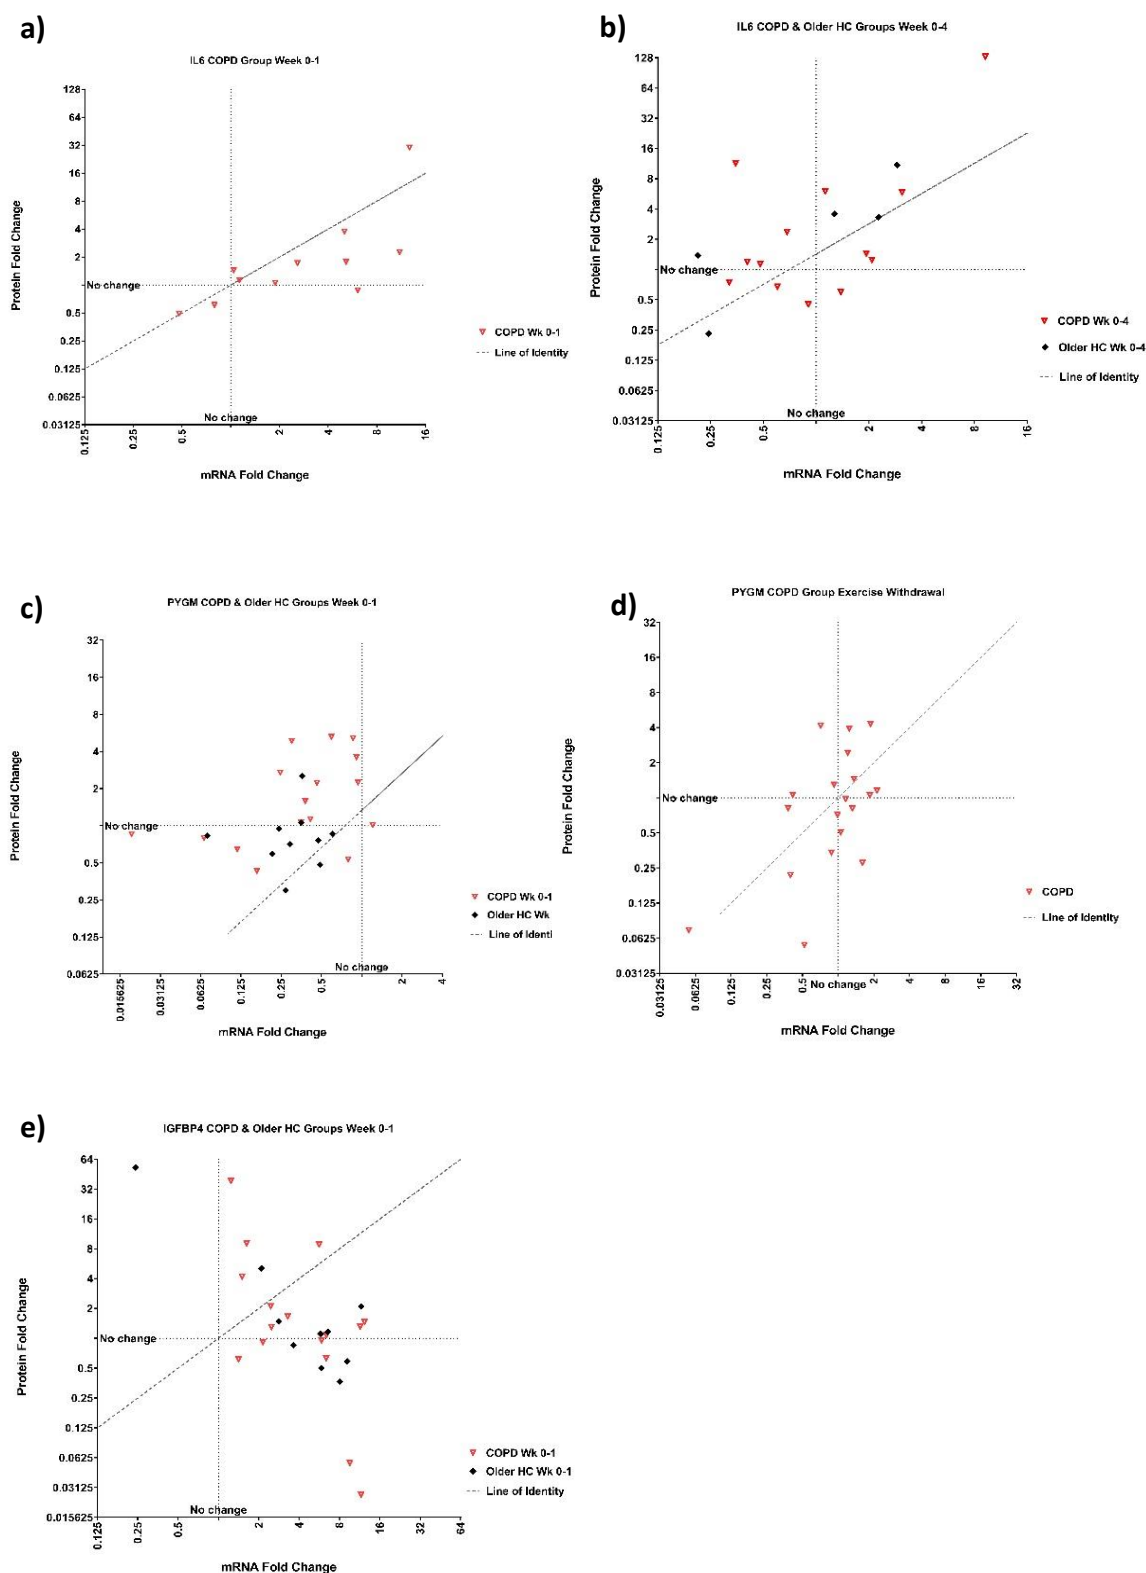 a)
IL6 COPD Group Week 0-1
128
64
32
16
8
4
2
No change
0.5
0.25
0.125
0.0625
0.03125
Protein Fold Change
No change
0.125
0.25
0.5
2
4
8
16
mRNA Fold Change
COPD Wk 0-1
Line of Identity
b)
IL6 COPD & Older HC Groups Week 0-4
128
64
32
16
8
4
2
No change
0.5
0.25
0.125
0.0625
0.03125
Protein Fold Change
No change
0.125
0.25
0.5
2
4
8
16
mRNA Fold Change
COPD Wk 0-4
Older HC Wk 0-4
Line of Identity
c)
PYGM COPD & Older HC Groups Week 0-1
32
16
8
4
2
No change
0.5
0.25
0.125
0.0625
Protein Fold Change
No change
0.015625
0.03125
0.0625
0.125
0.25
0.5
2
4
mRNA Fold Change
COPD Wk 0-1
Older HC Wk
Line of Identi
d)
PYGM COPD Group Exercise Withdrawal
32
16
8
4
2
No change
0.5
0.25
0.125
0.0625
0.03125
Protein Fold Change
No change
0.03125
0.0625
0.125
0.25
0.5
2
4
8
16
32
mRNA Fold Change
COPD
Line of Identity
e)
IGFBP4 COPD & Older HC Groups Week 0-1
64
32
16
8
4
2
No change
0.5
0.25
0.125
0.0625
0.03125
0.015625
Protein Fold Change
No change
0.125
0.25
0.5
2
4
8
16
64
mRNA Fold Change
COPD Wk 0-1
Older HC Wk 0-1
Line of Identity